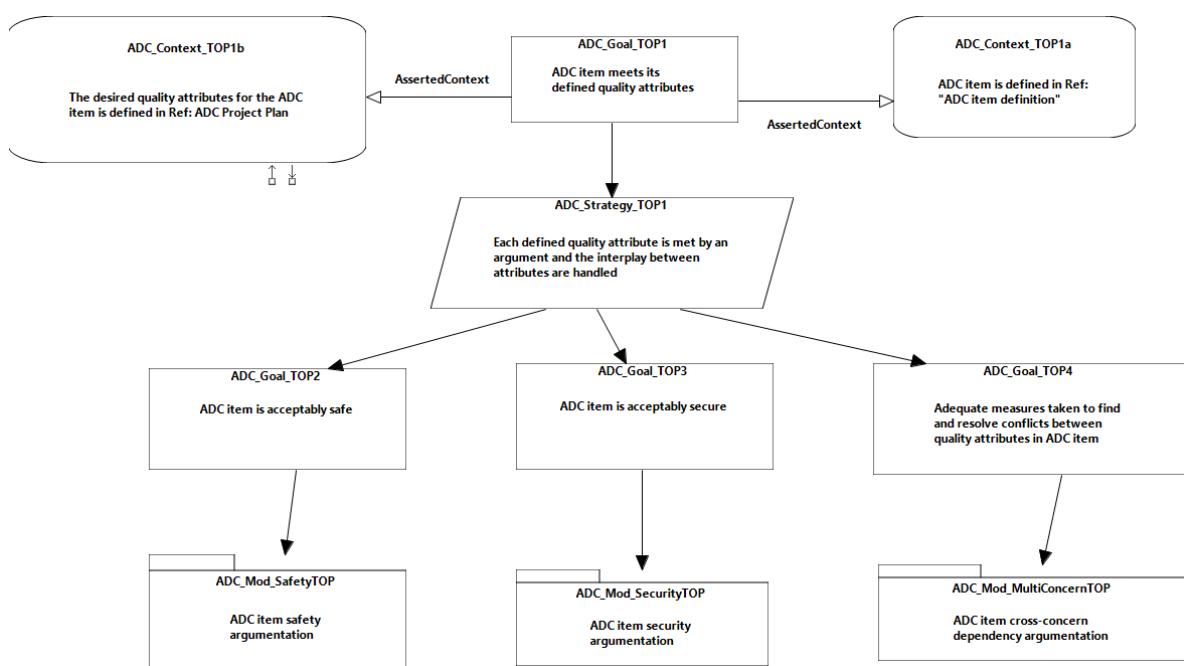 ADC_Context_TOP1b
The desired quality attributes for the ADC
item is defined in Ref: ADC Project Plan
AssertedContext
ADC_Goal_TOP1
ADC item meets its
defined quality attributes
AssertedContext
ADC_Context_TOP1a
ADC item is defined in Ref:
"ADC item definition"
ADC_Strategy_TOP1
Each defined quality attribute is met by an
argument and the interplay between
attributes are handled
ADC_Goal_TOP2
ADC item is acceptably safe
ADC_Goal_TOP3
ADC item is acceptably secure
ADC_Goal_TOP4
Adequate measures taken to find
and resolve conflicts between
quality attributes in ADC item
ADC_Mod_SafetyTOP
ADC item safety
argumentation
ADC_Mod_SecurityTOP
ADC item security
argumentation
ADC_Mod_MultiConcernTOP
ADC item cross-concern
dependency argumentation